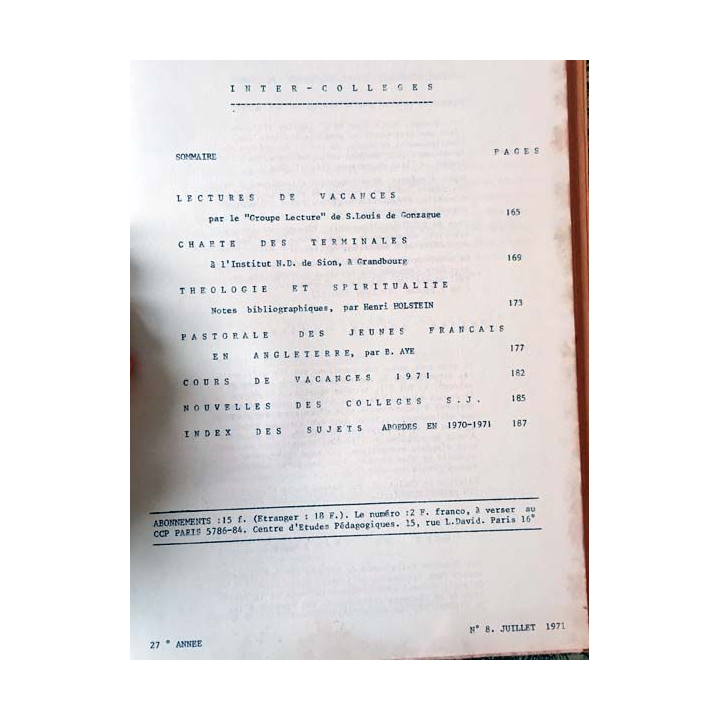 INTER-COLLEGES
SOMMAIRE PAGES
LECTURES DE VACANCES
par le "Groupe Lecture" de S.Louis de Gonzague 165
CHARTE DES TERMINALES
à l'Institut N.D. de Sion, à Grandbourg 169
THEOLOGIE ET SPIRITUALITE
Notes bibliographiques, par Henri HOLSTEIN 173
PASTORALE DES JEUNES FRANCAIS
EN ANGLETERRE, par B. AYE 177
COURS DE VACANCES 1971 182
NOUVELLES DES COLLEGES S.J. 185
INDEX DES SUJETS ABORDES EN 1970-1971 187
ABONNEMENTS :15 f. (Etranger : 18 F.). Le numéro :2 F. franco, à verser au
CCP PARIS 5786-84. Centre d'Etudes Pédagogiques. 15, rue L.David. Paris 16°
N° 8. JUILLET 1971
27 ° ANNEE